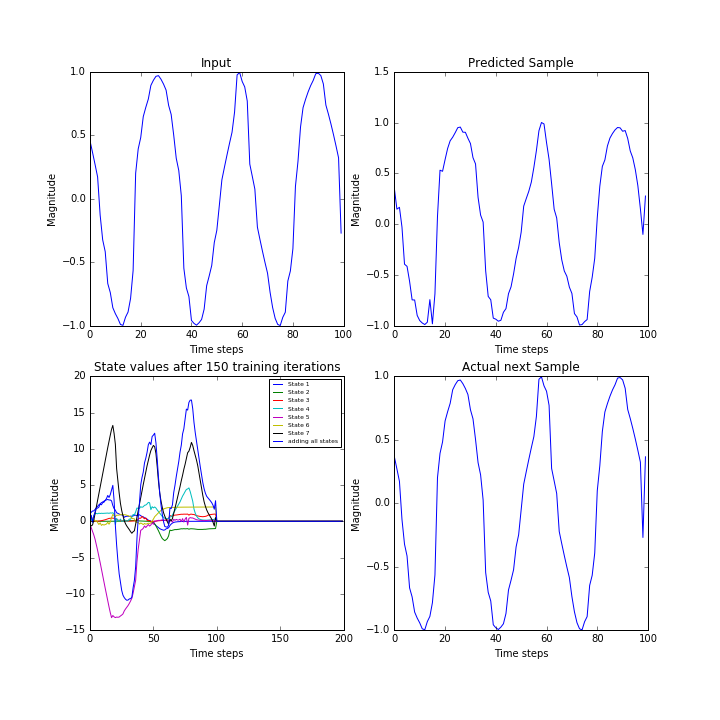 Input
Magnitude
1.0
0.5
0.0
−0.5
−1.0
0 20 40 60 80 100
Time steps
Predicted Sample
Magnitude
1.5
1.0
0.5
0.0
−0.5
−1.0
0 20 40 60 80 100
Time steps
State values after 150 training iterations
Magnitude
20
15
10
5
0
−5
−10
−15
0 50 100 150 200
Time steps
State 1
State 2
State 3
State 4
State 5
State 6
State 7
adding all states
Actual next Sample
Magnitude
1.0
0.5
0.0
−0.5
−1.0
0 20 40 60 80 100
Time steps